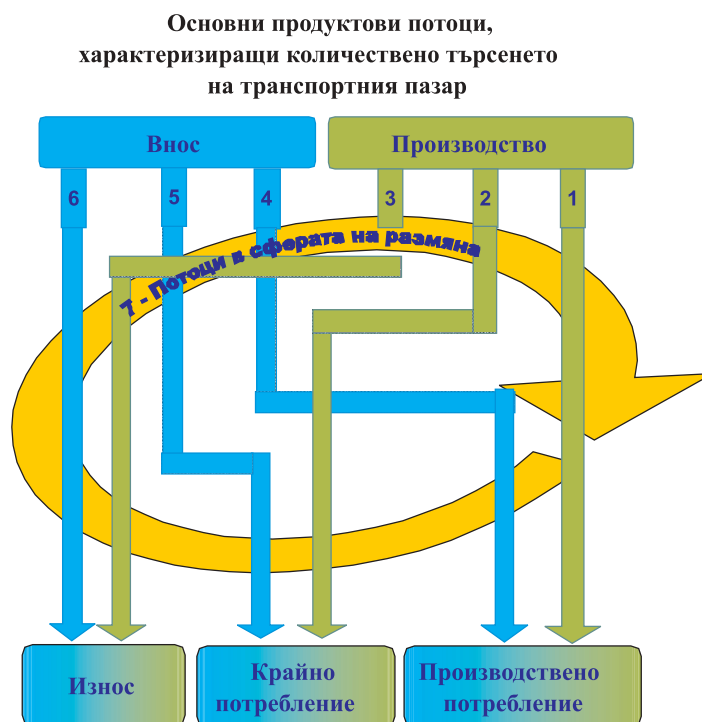 Основни продуктови потоци,
характеризиращи количествено търсенето
на транспортния пазар
Внос
Производство
6
5
4
3
2
1
7 - Потоци в сферата на размяна
Износ
Крайно
потребление
Производствено
потребление